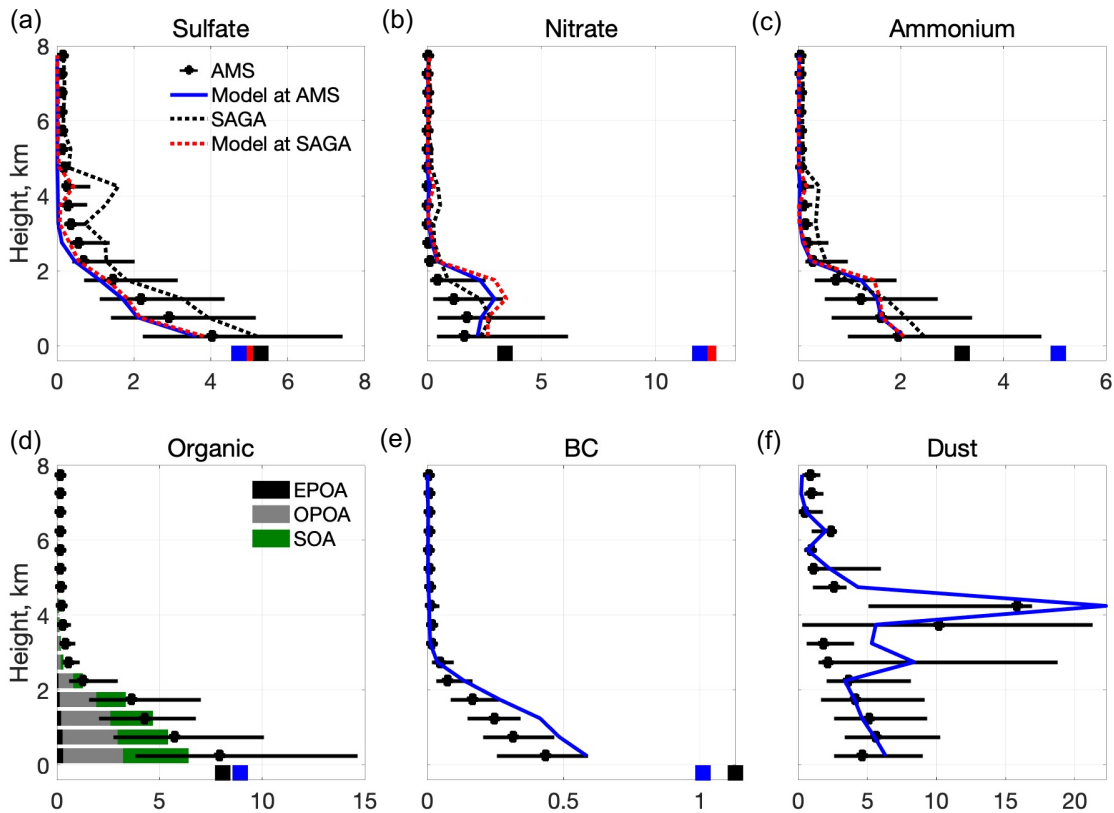 (a) Sulfate (b) Nitrate (c) Ammonium
8
6
4
2
0
Height, km
AMS
Model at AMS
SAGA
Model at SAGA
0 2 4 6 8 0 5 10 0 2 4 6
(d) Organic (e) BC (f) Dust
8
6
4
2
0
Height, km
EPOA
OPOA
SOA
0 5 10 15 0 0.5 1 0 5 10 15 20